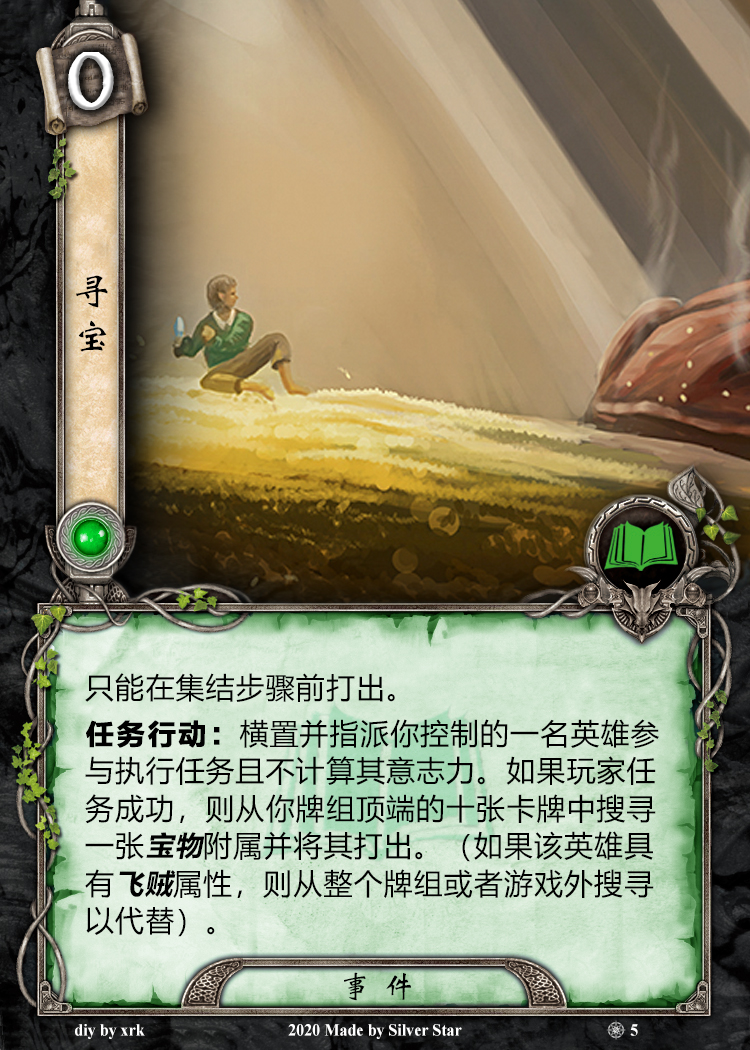 0
寻宝
只能在集结步骤前打出。
任务行动：横置并指派你控制的一名英雄参
与执行任务且不计算其意志力。如果玩家任
务成功，则从你牌组顶端的十张卡牌中搜寻
一张宝物附属并将其打出。（如果该英雄具
有飞贼属性，则从整个牌组或者游戏外搜寻
以代替）。
事件
diy by xrk 2020 Made by Silver Star 5